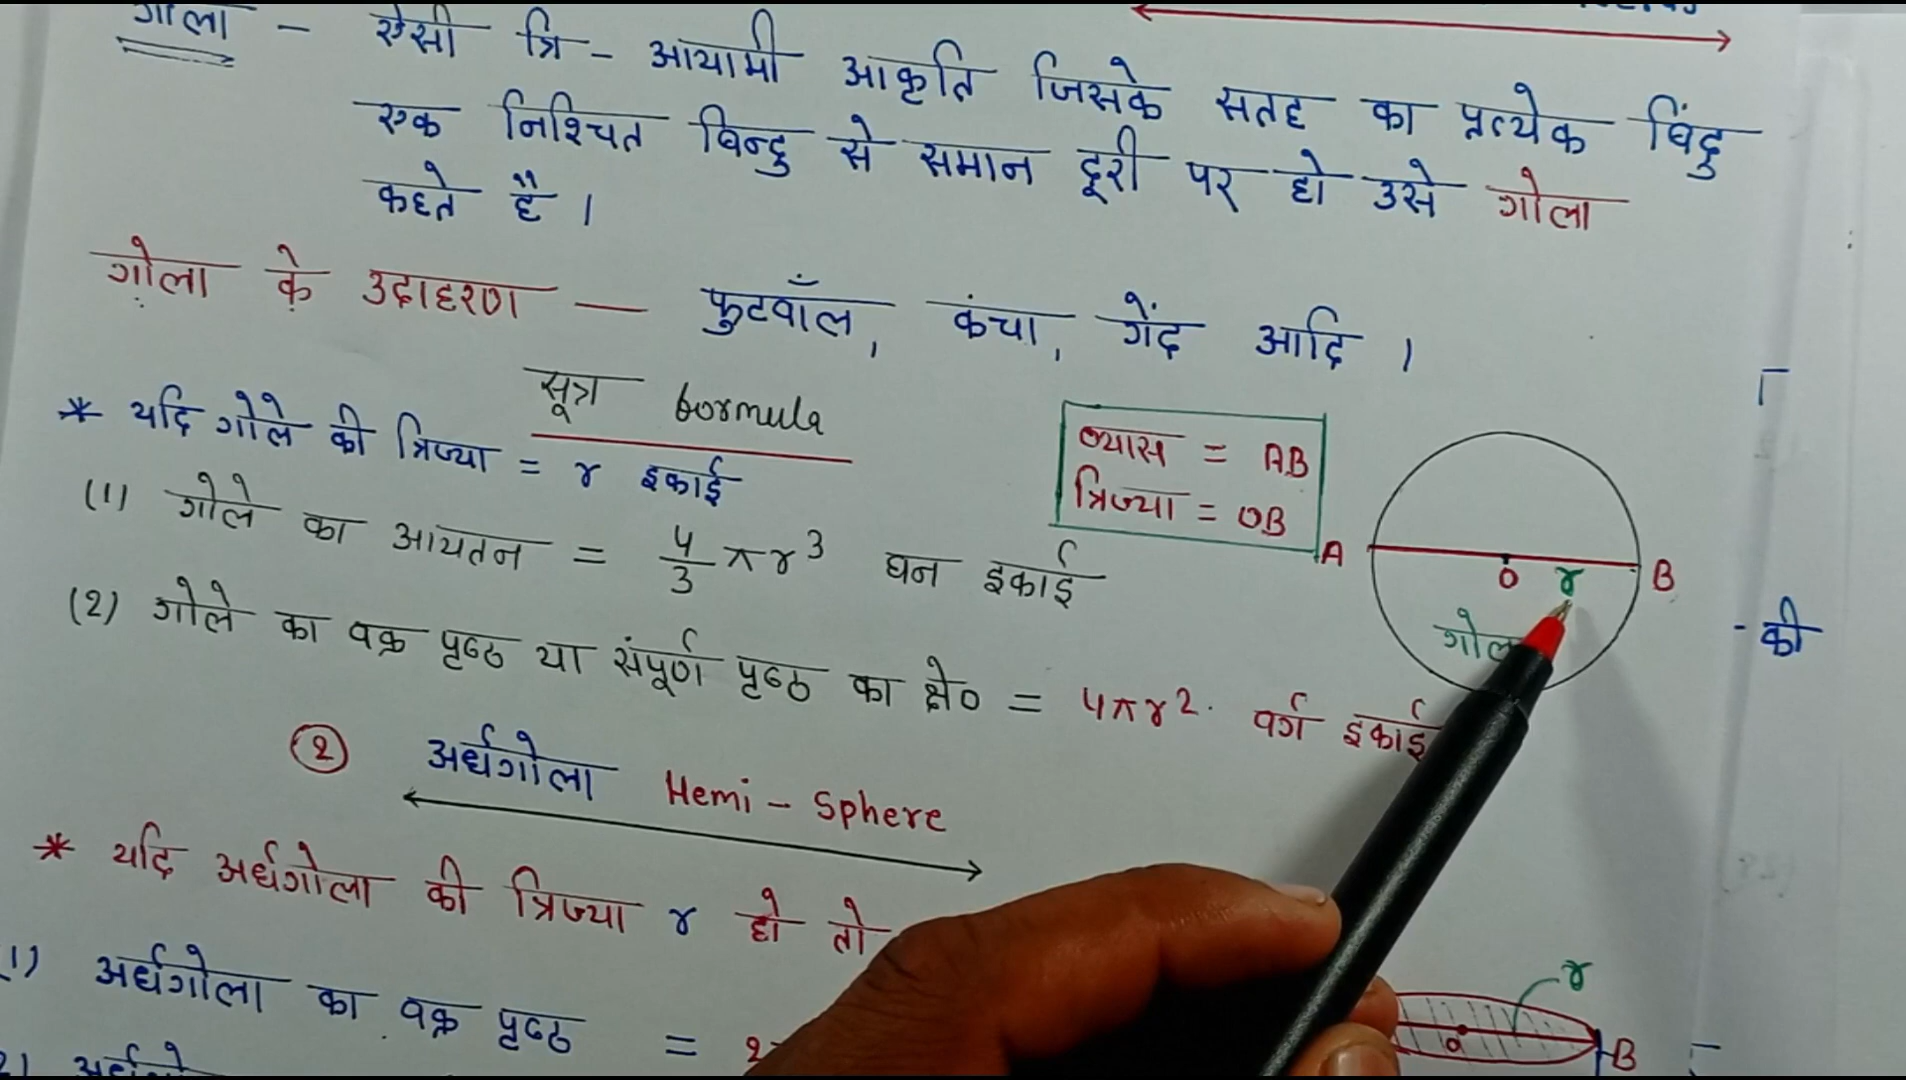 गोला - ऐसी त्रि-आयामी आकृति जिसके सतह का प्रत्येक बिंदु
एक निश्चित बिन्दु से समान दूरी पर हो उसे गोला
कहते है ।
गोला के उदाहरण — फुटबॉल, कंचा, गेंद आदि ।
सूत्र formula
* यदि गोले की त्रिज्या = r इकाई
व्यास = AB
त्रिज्या = OB
(1) गोले का आयतन = 4/3 πr³ घन इकाई
A O r B
गोल
(2) गोले का वक्र पृष्ठ या संपूर्ण पृष्ठ का क्षे० = 4πr². वर्ग इकाई
- की
(2) अर्धगोला Hemi - Sphere
* यदि अर्धगोला की त्रिज्या r हो तो
(1) अर्धगोला का वक्र पृष्ठ = 2
r
O B